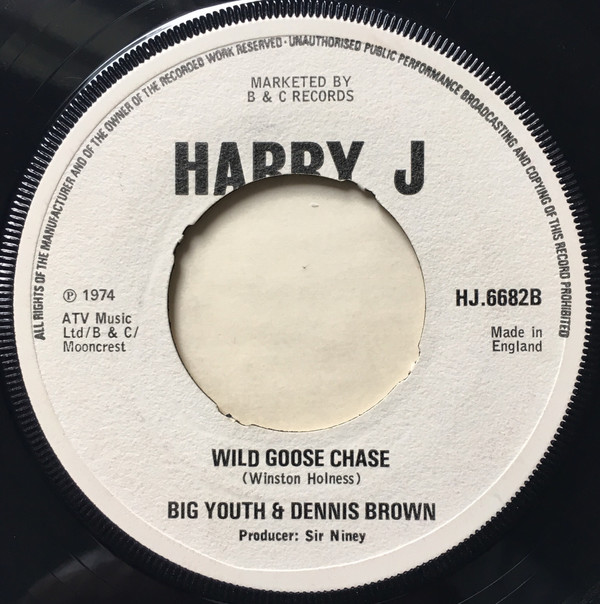 ALL RIGHTS OF THE MANUFACTURER AND OF THE OWNER OF THE RECORDED WORK RESERVED · UNAUTHORISED PUBLIC PERFORMANCE BROADCASTING AND COPYING OF THIS RECORD PROHIBITED
MARKETED BY
B & C RECORDS
HARRY J
℗ 1974
ATV Music
Ltd/B & C/
Mooncrest
HJ.6682B
Made in
England
WILD GOOSE CHASE
(Winston Holness)
BIG YOUTH & DENNIS BROWN
Producer: Sir Niney